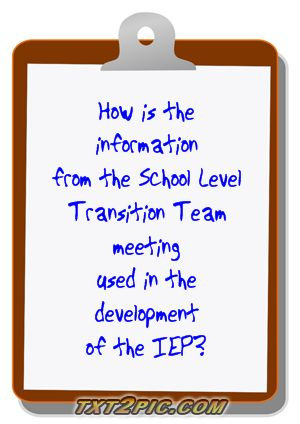 How is the
information
from the School Level
Transition Team
meeting
used in the
development
of the IEP?
TXT2PIC.COM